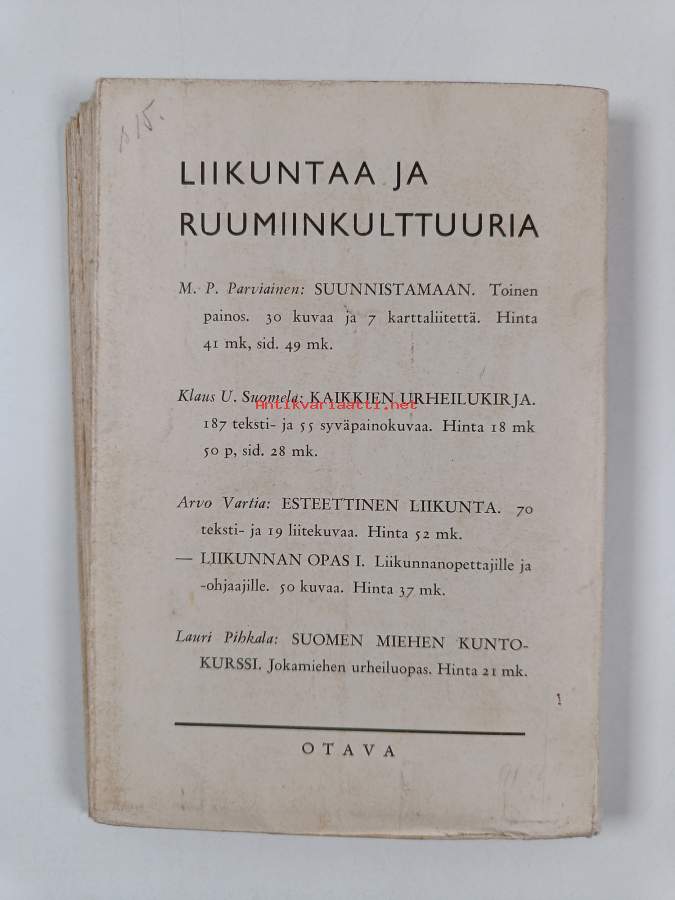 15.
LIIKUNTAA JA
RUUMIINKULTTUURIA
M. P. Parviainen: SUUNNISTAMAAN. Toinen
painos. 30 kuvaa ja 7 karttaliitettä. Hinta
41 mk, sid. 49 mk.
Klaus U. Suomela: KAIKKIEN URHEILUKIRJA.
Antikvariaatti.net
187 teksti- ja 55 syväpainokuvaa. Hinta 18 mk
50 p, sid. 28 mk.
Arvo Vartia: ESTEETTINEN LIIKUNTA. 70
teksti- ja 19 liitekuvaa. Hinta 52 mk.
— LIIKUNNAN OPAS I. Liikunnanopettajille ja
-ohjaajille. 50 kuvaa. Hinta 37 mk.
Lauri Pihkala: SUOMEN MIEHEN KUNTO-
KURSSI. Jokamiehen urheiluopas. Hinta 21 mk.
1
OTAVA